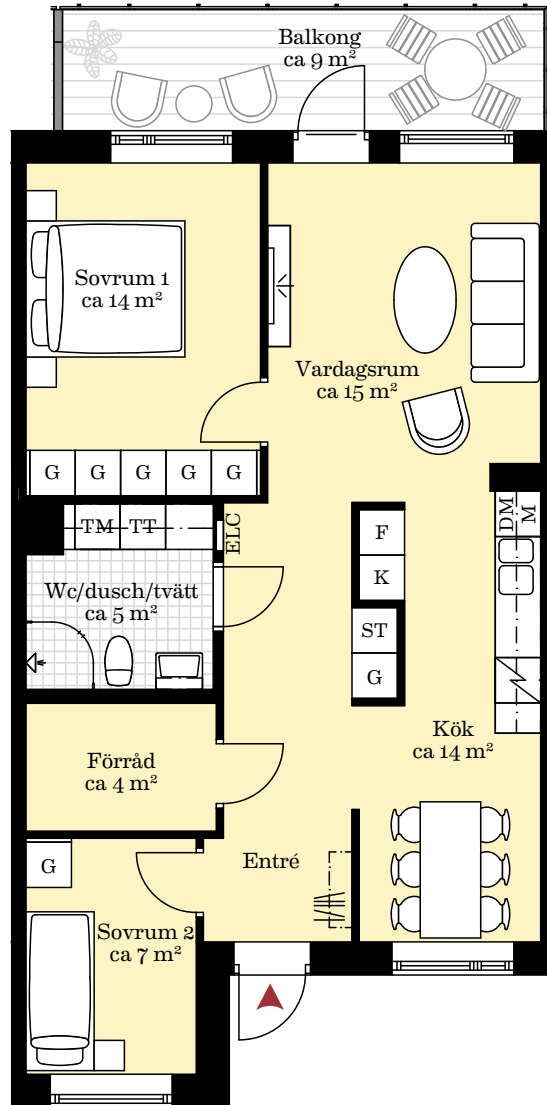 Balkong
ca 9 m²
Sovrum 1
ca 14 m²
Vardagsrum
ca 15 m²
G G G G G
TM TT
ELC
F
K
DM
M
Wc/dusch/tvätt
ca 5 m²
ST
G
Kök
ca 14 m²
Förråd
ca 4 m²
G
Entré
Sovrum 2
ca 7 m²